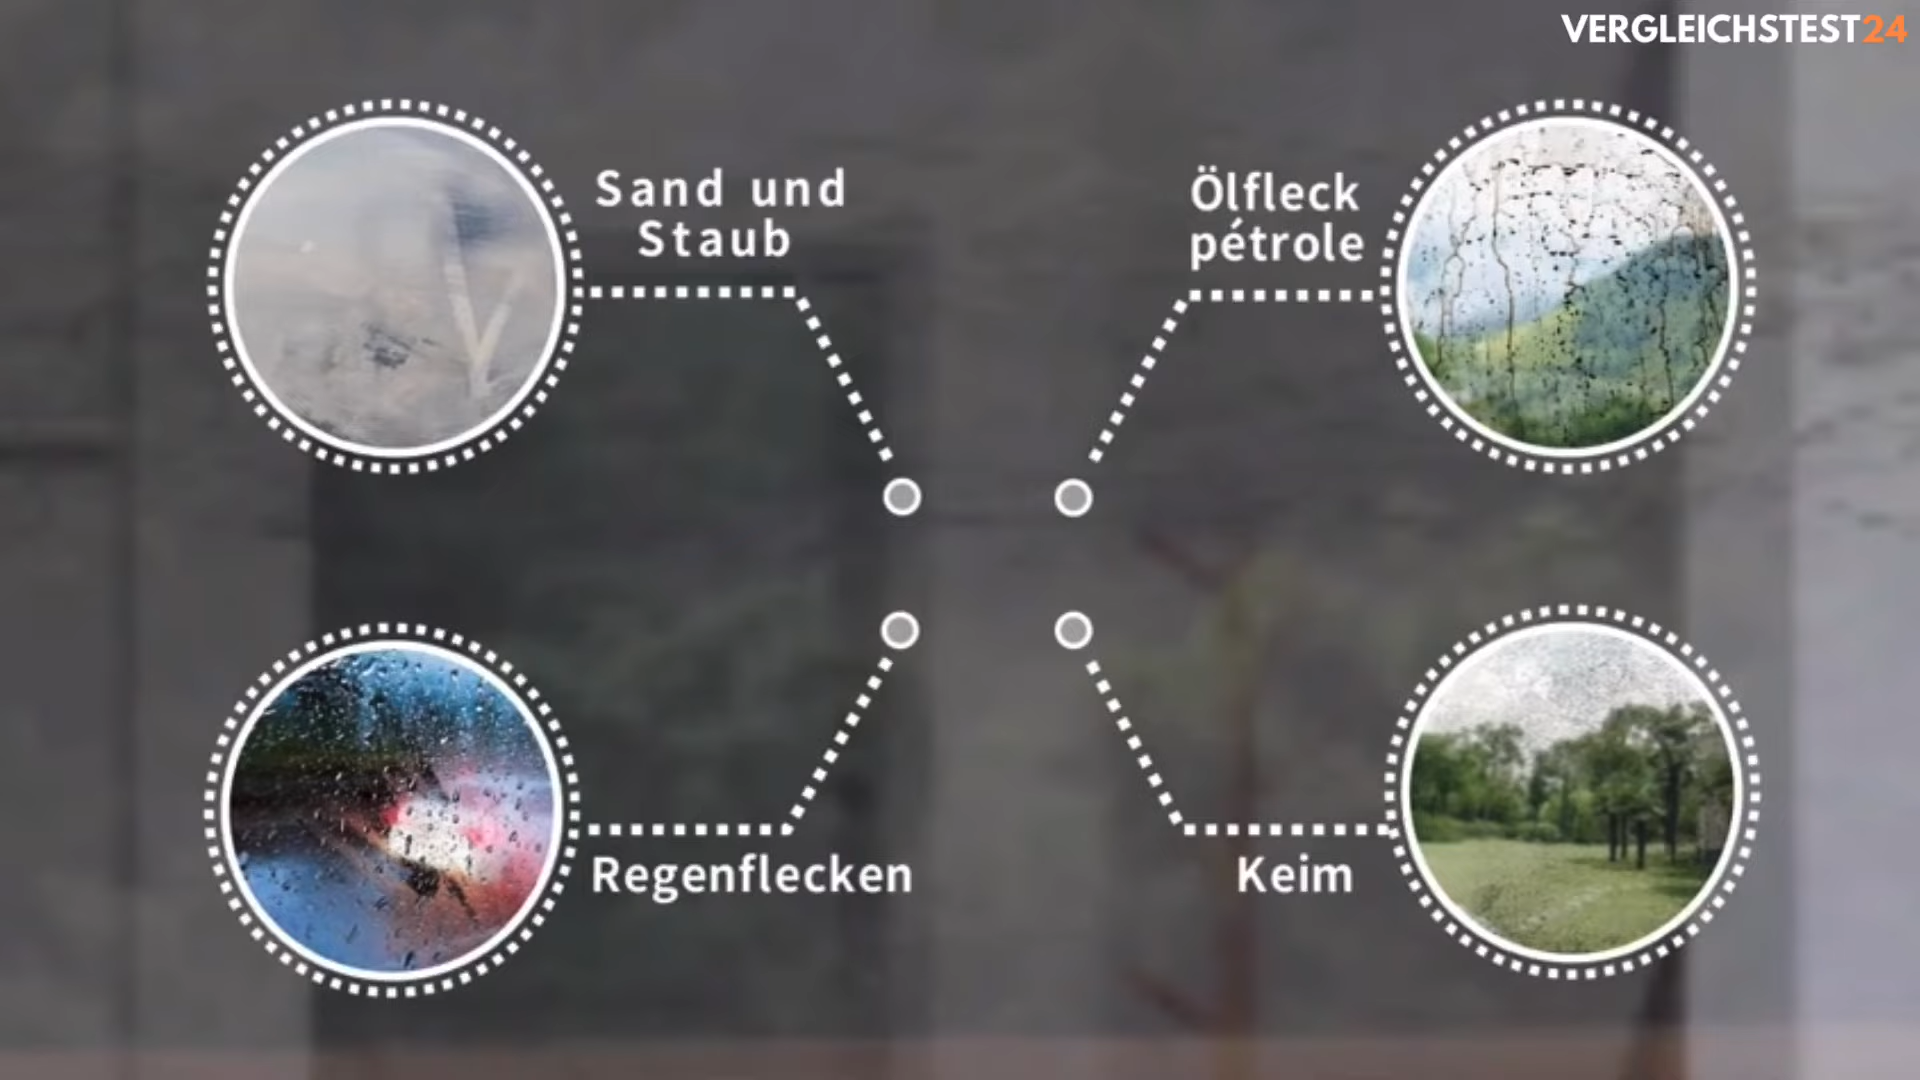 VERGLEICHSTEST24
Sand und
Staub
Ölfleck
pétrole
Regenflecken
Keim